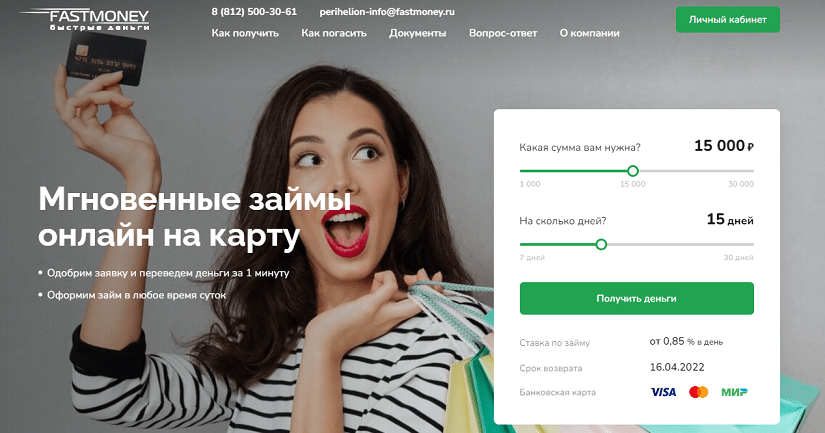 FASTMONEY
быстрые деньги
8 (812) 500-30-61 perihelion-info@fastmoney.ru
Как получить Как погасить Документы Вопрос-ответ О компании
Личный кабинет
Мгновенные займы
онлайн на карту
Одобрим заявку и переведем деньги за 1 минуту
Оформим займ в любое время суток
Какая сумма вам нужна? 15 000 ₽
1 000 15 000 30 000
На сколько дней? 15 дней
7 дней 30 дней
Получить деньги
Ставка по займу от 0,85 % в день
Срок возврата 16.04.2022
Банковская карта VISA МИР